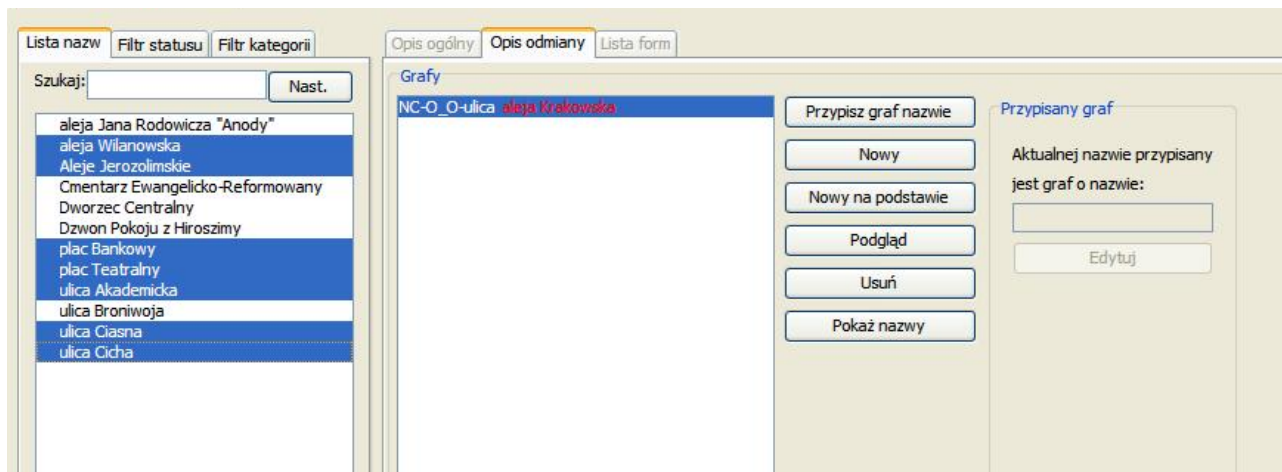 Lista nazw Filtr statusu Filtr kategorii
Szukaj: Nast.
aleja Jana Rodowicza "Anody"
aleja Wilanowska
Aleje Jerozolimskie
Cmentarz Ewangelicko-Reformowany
Dworzec Centralny
Dzwon Pokoju z Hiroszimy
plac Bankowy
plac Teatralny
ulica Akademicka
ulica Broniwoja
ulica Ciasna
ulica Cicha
Opis ogólny Opis odmiany Lista form
Grafy
NC-O_O-ulica aleja Krakowska
Przypisz graf nazwie
Nowy
Nowy na podstawie
Podgląd
Usuń
Pokaż nazwy
Przypisany graf
Aktualnej nazwie przypisany
jest graf o nazwie:
Edytuj